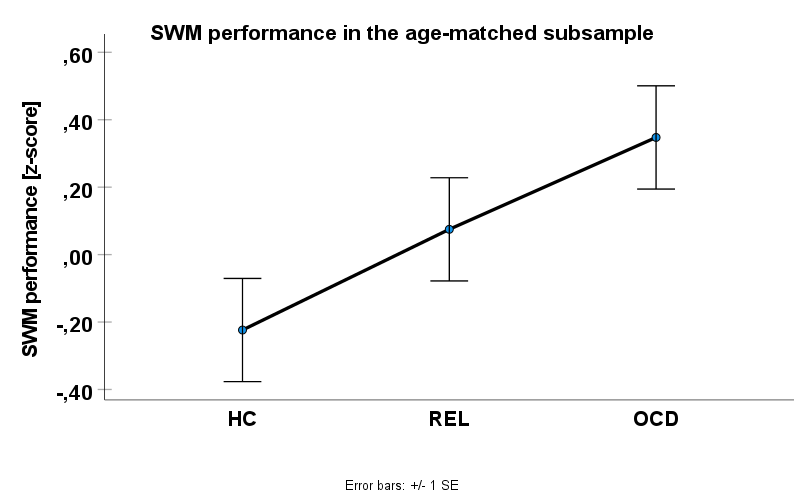 SWM performance in the age-matched subsample
SWM performance [z-score]
,60
,40
,20
,00
-,20
-,40
HC REL OCD
Error bars: +/- 1 SE